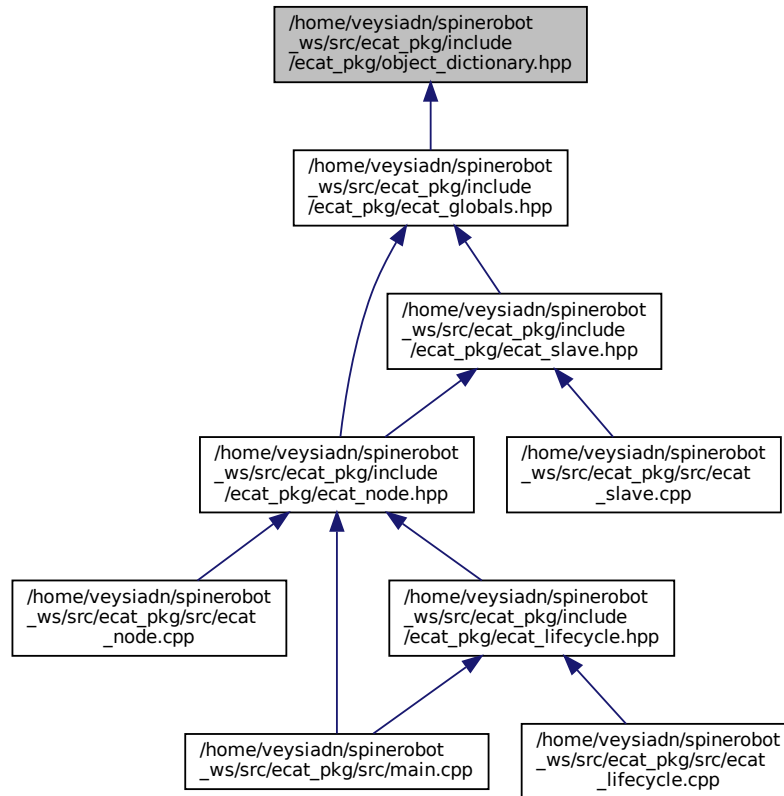 /home/veysiadn/spinerobot
_ws/src/ecat_pkg/include
/ecat_pkg/object_dictionary.hpp
/home/veysiadn/spinerobot
_ws/src/ecat_pkg/include
/ecat_pkg/ecat_globals.hpp
/home/veysiadn/spinerobot
_ws/src/ecat_pkg/include
/ecat_pkg/ecat_slave.hpp
/home/veysiadn/spinerobot
_ws/src/ecat_pkg/include
/ecat_pkg/ecat_node.hpp
/home/veysiadn/spinerobot
_ws/src/ecat_pkg/src/ecat
_slave.cpp
/home/veysiadn/spinerobot
_ws/src/ecat_pkg/src/ecat
_node.cpp
/home/veysiadn/spinerobot
_ws/src/ecat_pkg/include
/ecat_pkg/ecat_lifecycle.hpp
/home/veysiadn/spinerobot
_ws/src/ecat_pkg/src/main.cpp
/home/veysiadn/spinerobot
_ws/src/ecat_pkg/src/ecat
_lifecycle.cpp